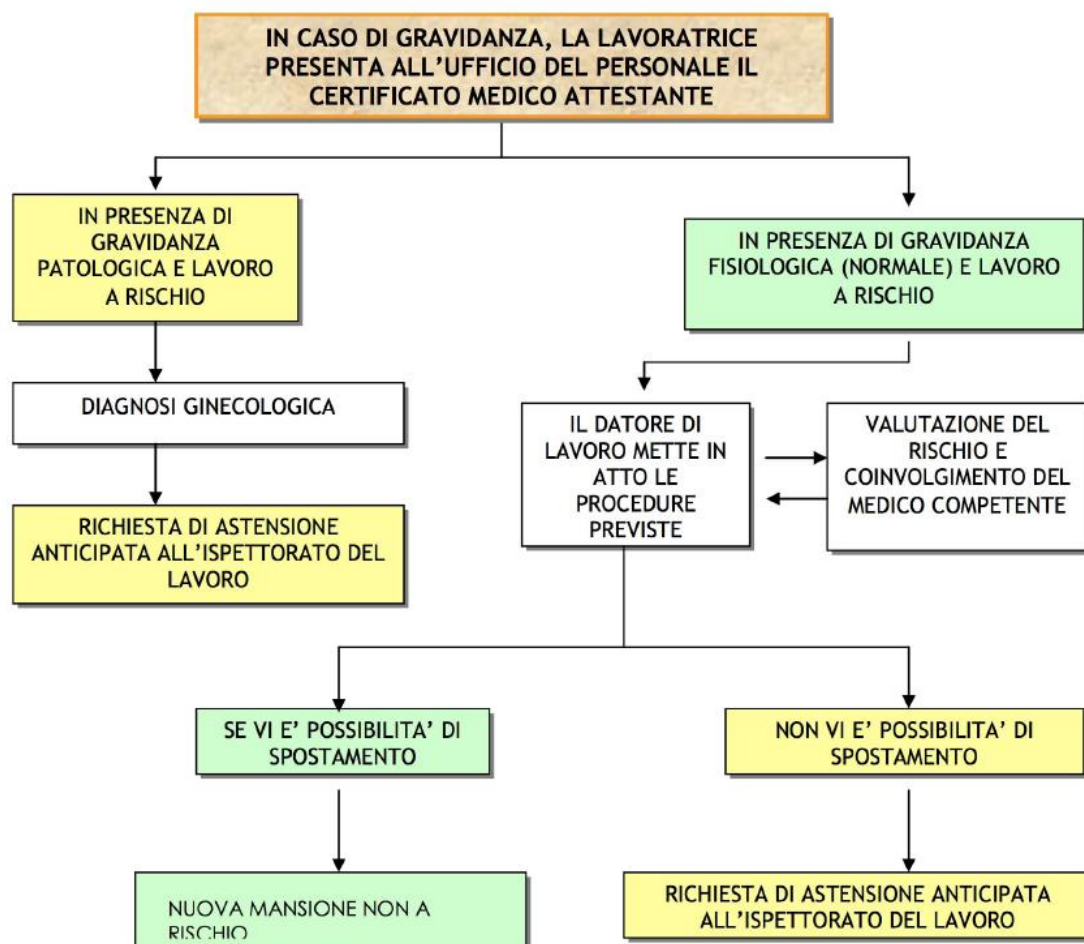 IN CASO DI GRAVIDANZA, LA LAVORATRICE
PRESENTA ALL'UFFICIO DEL PERSONALE IL
CERTIFICATO MEDICO ATTESTANTE
IN PRESENZA DI
GRAVIDANZA
PATOLOGICA E LAVORO
A RISCHIO
IN PRESENZA DI GRAVIDANZA
FISIOLOGICA (NORMALE) E LAVORO
A RISCHIO
DIAGNOSI GINECOLOGICA
IL DATORE DI
LAVORO METTE IN
ATTO LE
PROCEDURE
PREVISTE
VALUTAZIONE DEL
RISCHIO E
COINVOLGIMENTO DEL
MEDICO COMPETENTE
RICHIESTA DI ASTENSIONE
ANTICIPATA ALL'ISPETTORATO DEL
LAVORO
SE VI E' POSSIBILITA' DI
SPOSTAMENTO
NON VI E' POSSIBILITA' DI
SPOSTAMENTO
NUOVA MANSIONE NON A
RISCHIO
RICHIESTA DI ASTENSIONE ANTICIPATA
ALL'ISPETTORATO DEL LAVORO